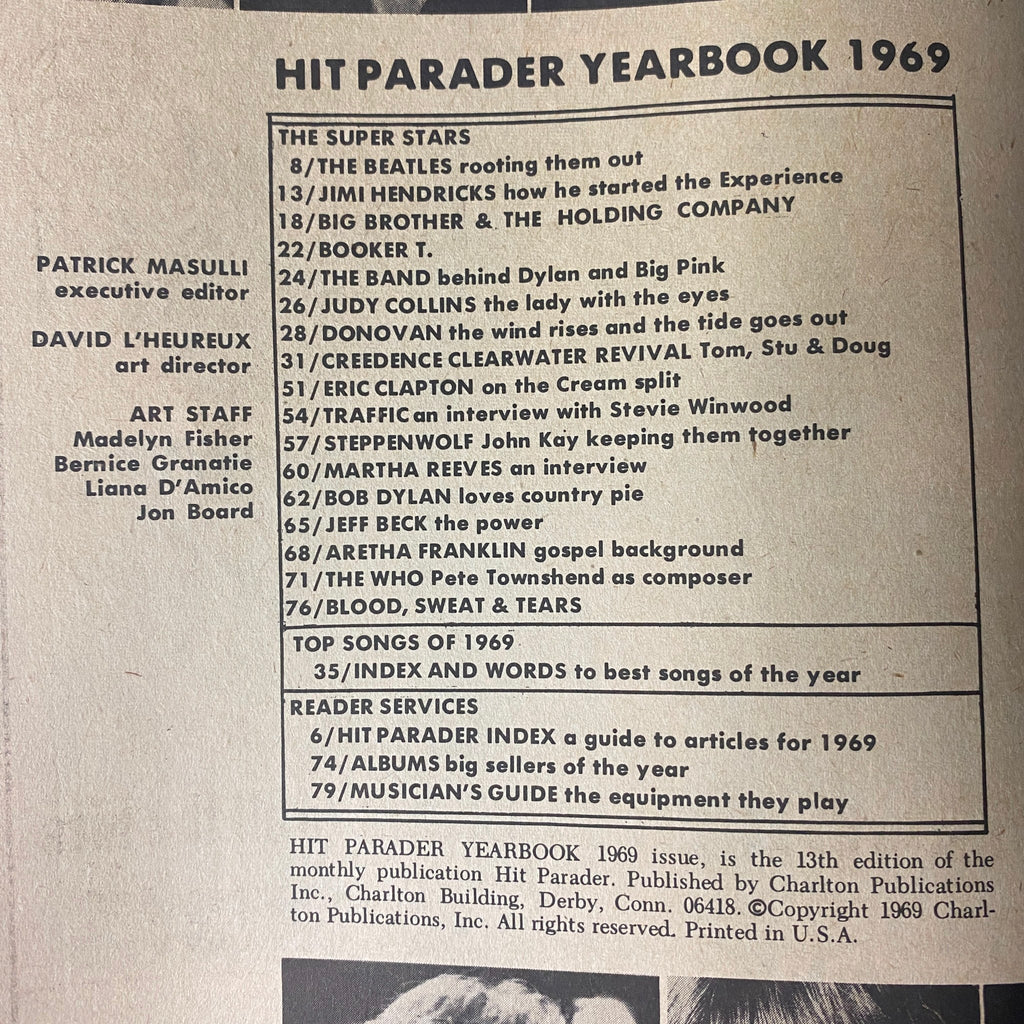 HIT PARADER YEARBOOK 1969
PATRICK MASULLI
executive editor
DAVID L'HEUREUX
art director
ART STAFF
Madelyn Fisher
Bernice Granatie
Liana D'Amico
Jon Board
THE SUPER STARS
8/THE BEATLES rooting them out
13/JIMI HENDRICKS how he started the Experience
18/BIG BROTHER & THE HOLDING COMPANY
22/BOOKER T.
24/THE BAND behind Dylan and Big Pink
26/JUDY COLLINS the lady with the eyes
28/DONOVAN the wind rises and the tide goes out
31/CREEDENCE CLEARWATER REVIVAL Tom, Stu & Doug
51/ERIC CLAPTON on the Cream split
54/TRAFFIC an interview with Stevie Winwood
57/STEPPENWOLF John Kay keeping them together
60/MARTHA REEVES an interview
62/BOB DYLAN loves country pie
65/JEFF BECK the power
68/ARETHA FRANKLIN gospel background
71/THE WHO Pete Townshend as composer
76/BLOOD, SWEAT & TEARS
TOP SONGS OF 1969
35/INDEX AND WORDS to best songs of the year
READER SERVICES
6/HIT PARADER INDEX a guide to articles for 1969
74/ALBUMS big sellers of the year
79/MUSICIAN'S GUIDE the equipment they play
HIT PARADER YEARBOOK 1969 issue, is the 13th edition of the
monthly publication Hit Parader. Published by Charlton Publications
Inc., Charlton Building, Derby, Conn. 06418. ©Copyright 1969 Charl-
ton Publications, Inc. All rights reserved. Printed in U.S.A.